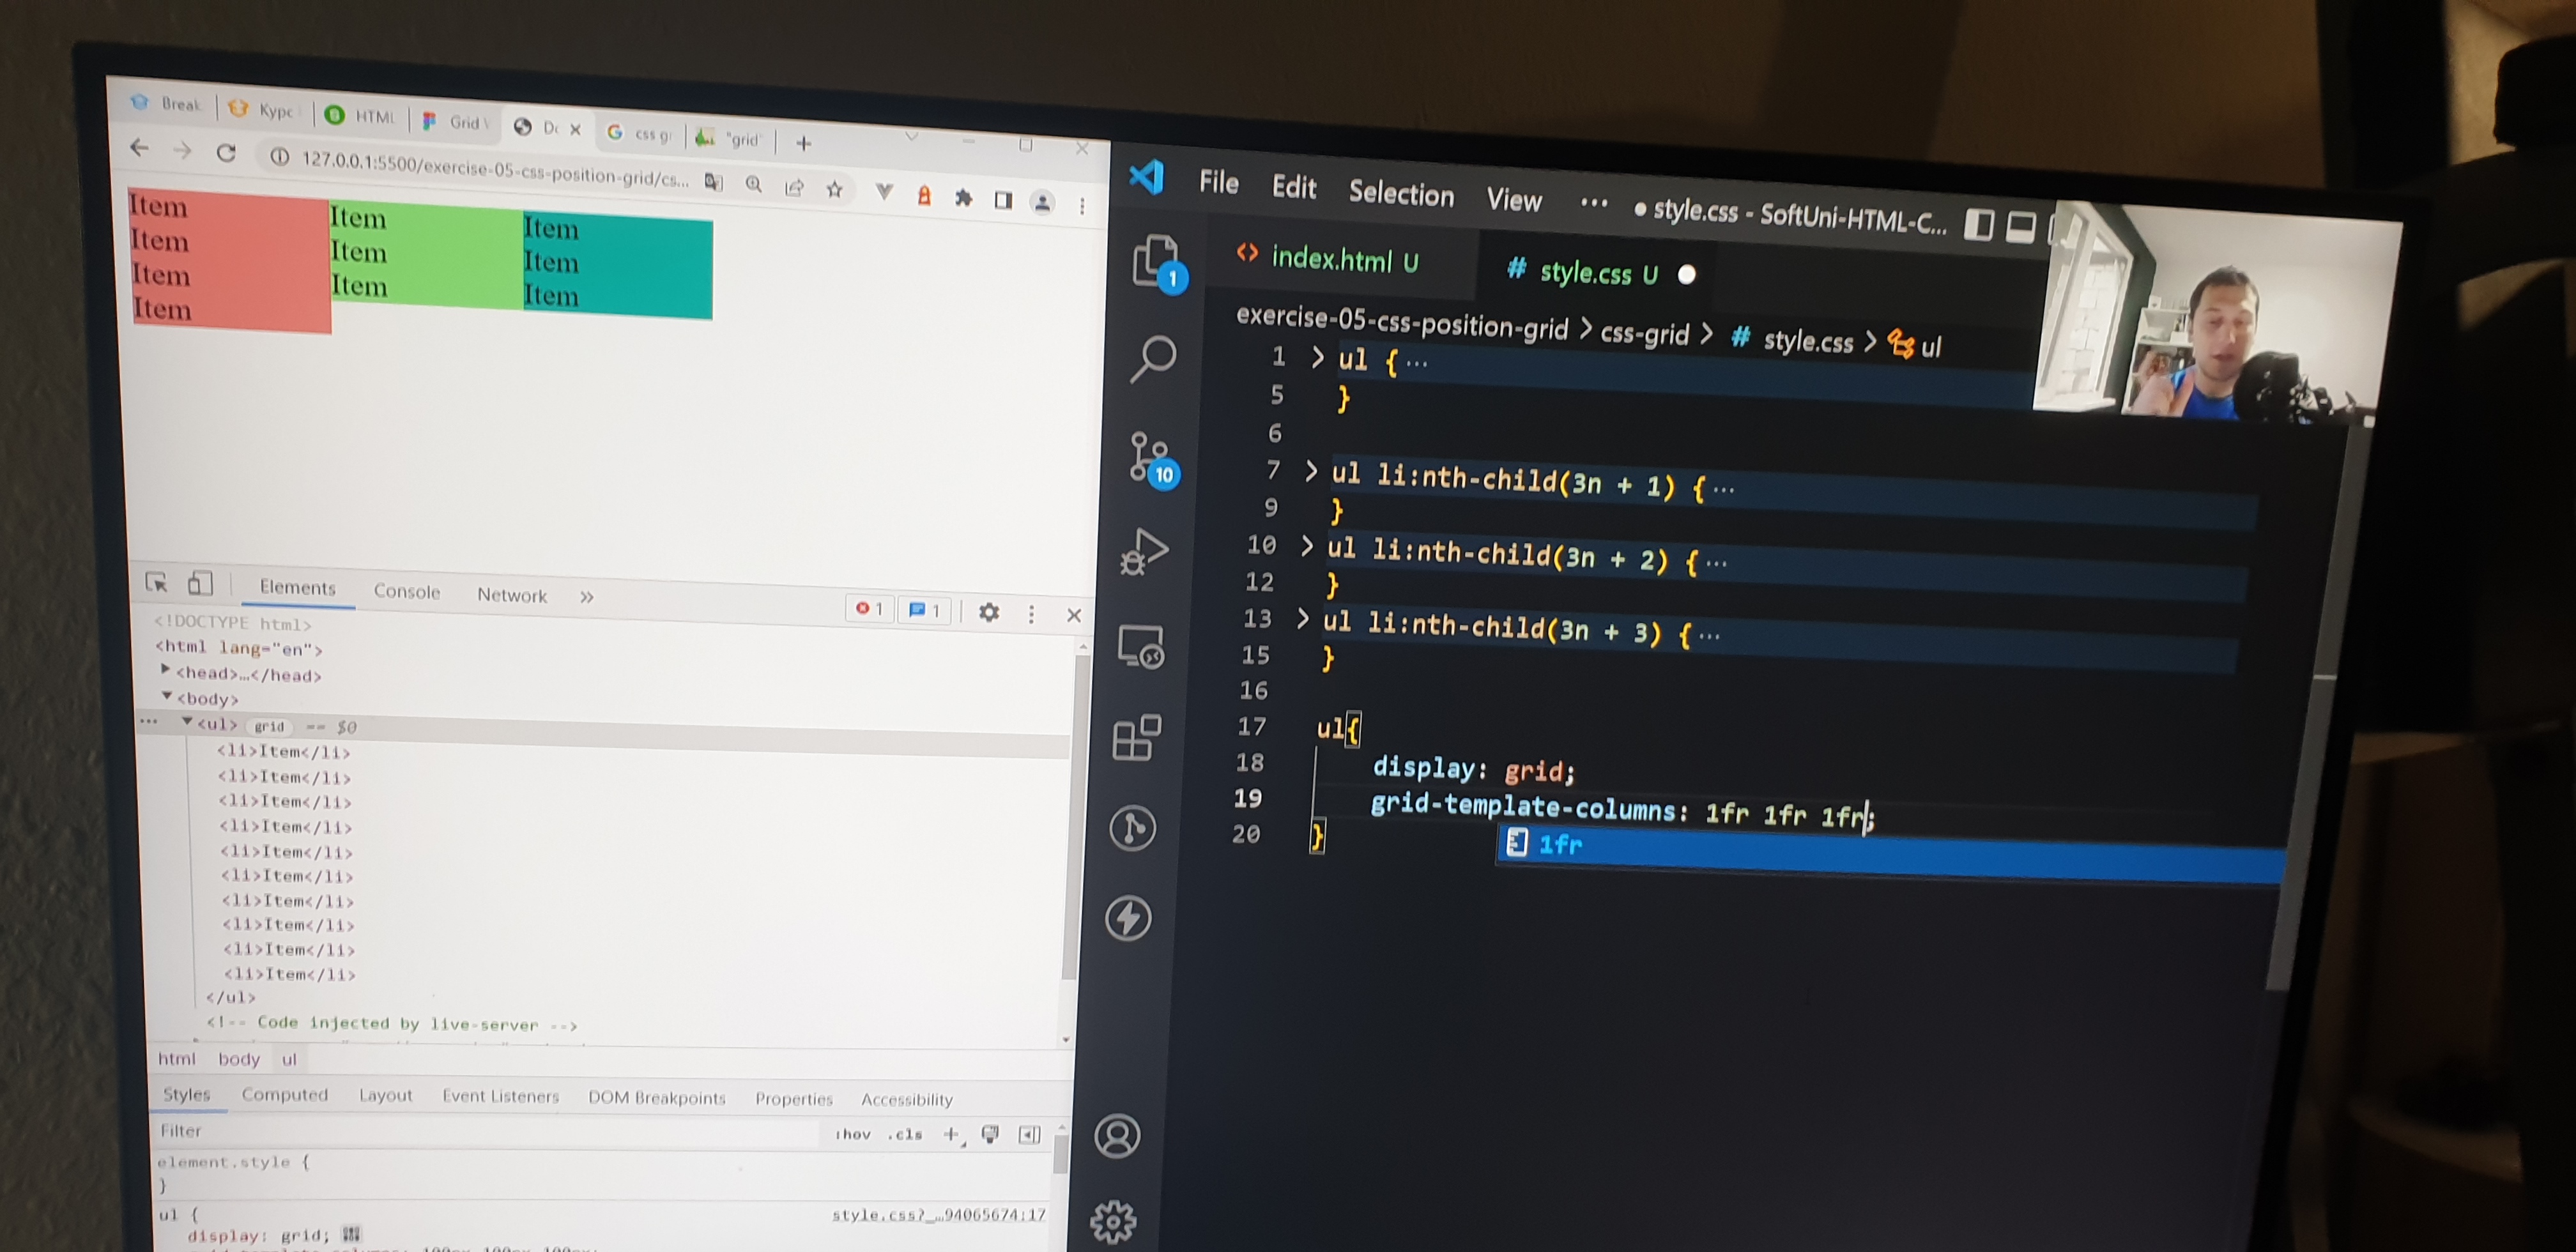 Break
Курс
HTML
Grid V
Do
css g
"grid"
127.0.0.1:5500/exercise-05-css-position-grid/cs...
Item Item Item
Item Item Item
Item Item Item
Item
Elements Console Network
1 1
<!DOCTYPE html>
<html lang="en">
<head>…</head>
<body>
<ul> grid == $0
<li>Item</li>
<li>Item</li>
<li>Item</li>
<li>Item</li>
<li>Item</li>
<li>Item</li>
<li>Item</li>
<li>Item</li>
<li>Item</li>
<li>Item</li>
</ul>
<!-- Code injected by live-server -->
html body ul
Styles Computed Layout Event Listeners DOM Breakpoints Properties Accessibility
Filter :hov .cls
element.style {
}
ul { style.css?_…94065674:17
display: grid;
File Edit Selection View ... ● style.css - SoftUni-HTML-C...
index.html U # style.css U
exercise-05-css-position-grid > css-grid > # style.css > ul
1
10
1 > ul { ...
5 }
6
7 > ul li:nth-child(3n + 1) { ...
9 }
10 > ul li:nth-child(3n + 2) { ...
12 }
13 > ul li:nth-child(3n + 3) { ...
15 }
16
17 ul{
18 display: grid;
19 grid-template-columns: 1fr 1fr 1fr;
20 }
1fr